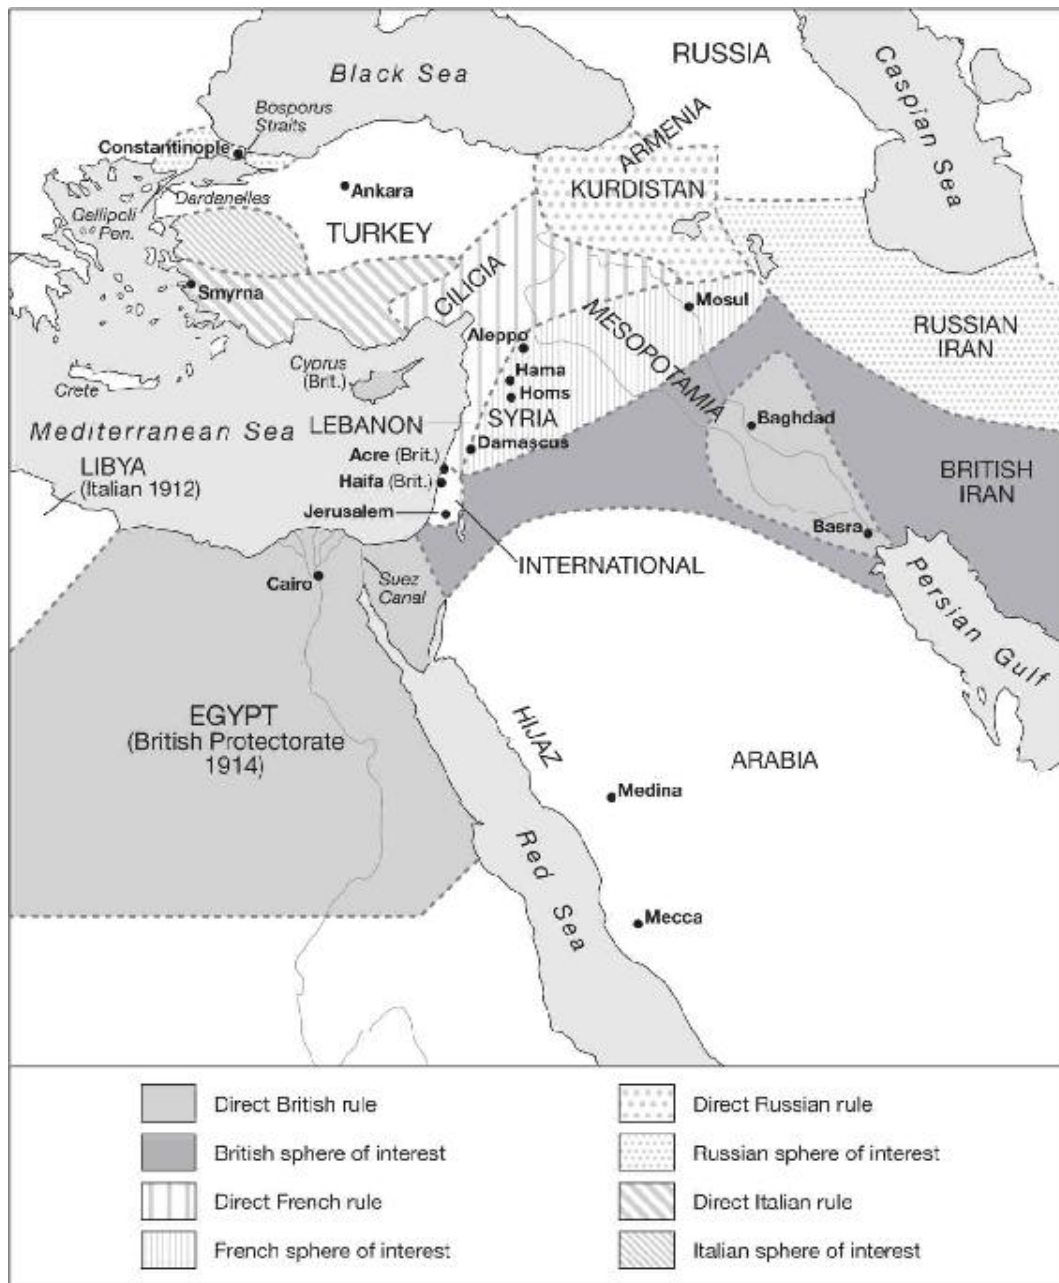 RUSSIA
Black Sea
Caspian Sea
Bosporus
Straits
ARMENIA
Constantinople
KURDISTAN
Ankara
Dardanelles
Gallipoli
Pen.
TURKEY
CILICIA
Smyrna
Mosul
MESOPOTAMIA
RUSSIAN
IRAN
Aleppo
Cyprus
(Brit.)
Hama
Homs
Crete
SYRIA
LEBANON
Baghdad
Mediterranean Sea
Damascus
Acre (Brit.)
LIBYA
(Italian 1912)
Haifa (Brit.)
BRITISH
IRAN
Jerusalem
Basra
INTERNATIONAL
Cairo
Suez
Canal
Persian Gulf
EGYPT
(British Protectorate
1914)
HIJAZ
ARABIA
Medina
Red Sea
Mecca
Direct British rule
British sphere of interest
Direct French rule
French sphere of interest
Direct Russian rule
Russian sphere of interest
Direct Italian rule
Italian sphere of interest